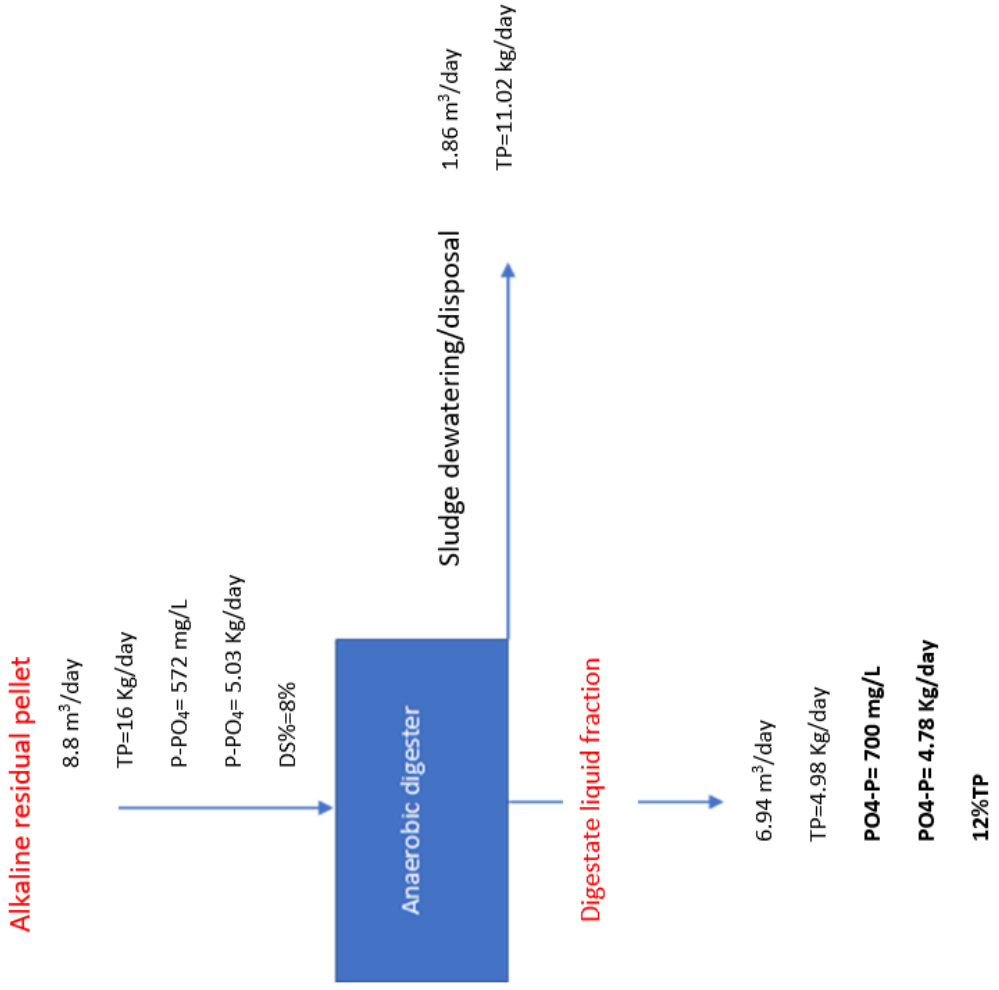 Alkaline residual pellet
8.8 m³/day
TP=16 Kg/day
P-PO₄= 572 mg/L
P-PO₄= 5.03 Kg/day
DS%=8%
Anaerobic digester
Sludge dewatering/disposal
1.86 m³/day
TP=11.02 kg/day
Digestate liquid fraction
6.94 m³/day
TP=4.98 Kg/day
PO4-P= 700 mg/L
PO4-P= 4.78 Kg/day
12%TP